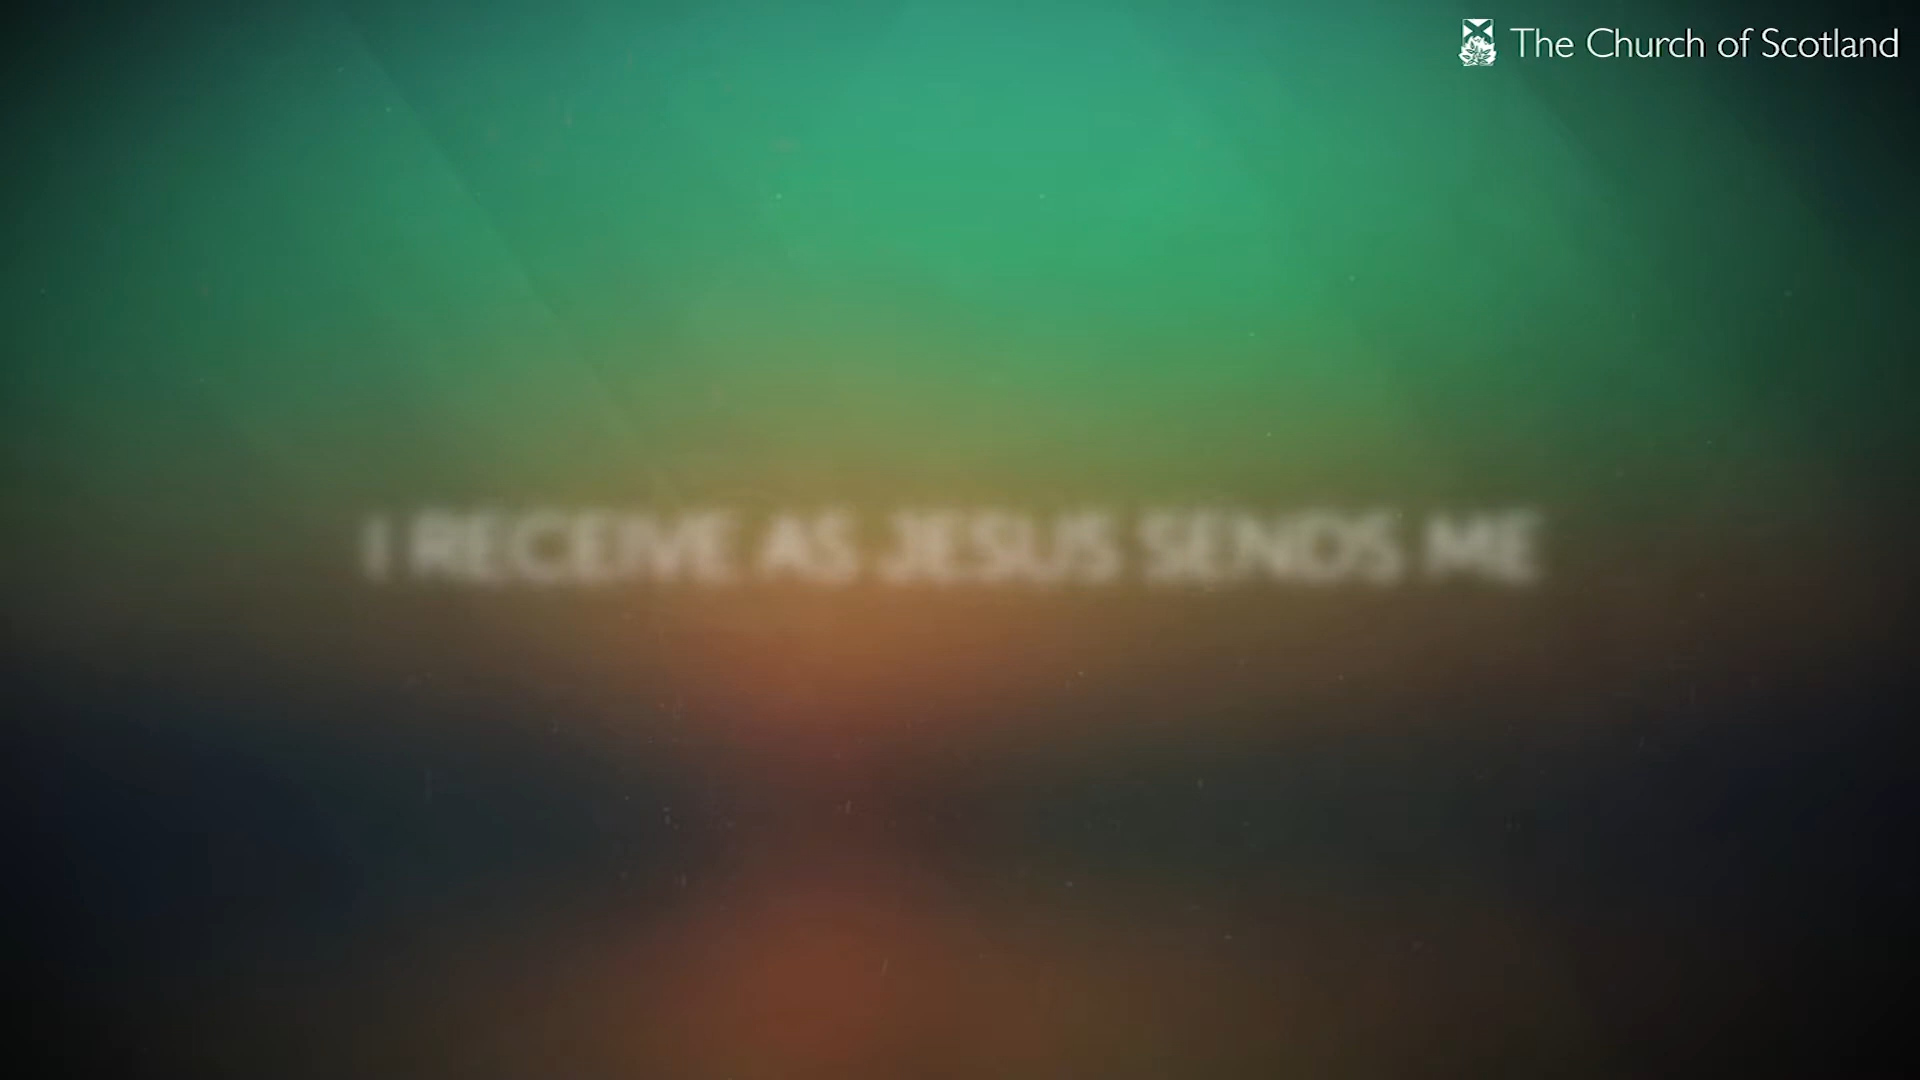 The Church of Scotland
I RECEIVE AS JESUS SENDS ME